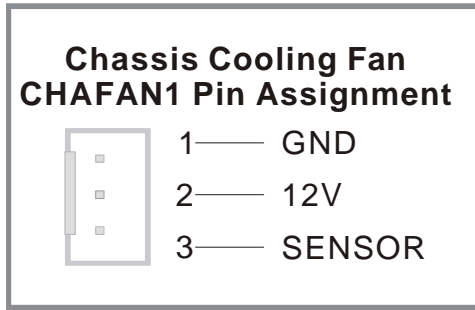 Chassis Cooling Fan
CHAFAN1 Pin Assignment
1 GND
2 12V
3 SENSOR